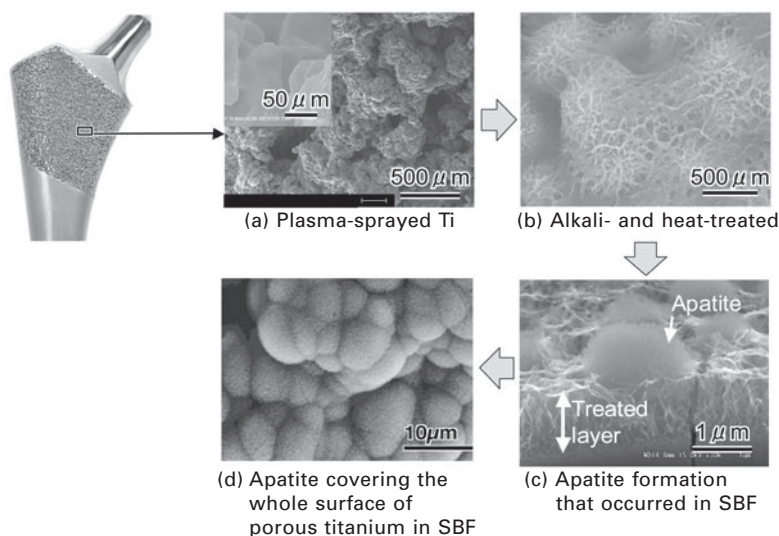 50 μm
500 μm
(a) Plasma-sprayed Ti
500 μm
(b) Alkali- and heat-treated
Apatite
Treated
layer
1 μm
(c) Apatite formation
that occurred in SBF
10μm
(d) Apatite covering the
whole surface of
porous titanium in SBF